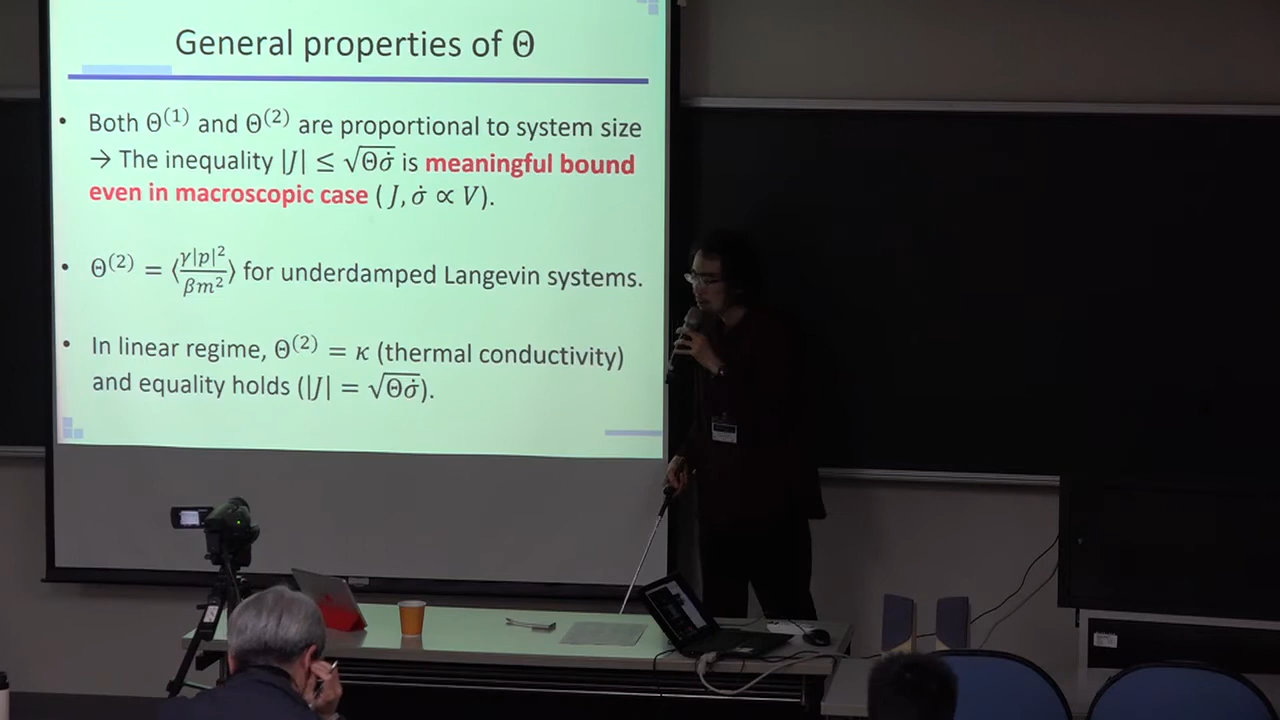 General properties of Θ
• Both Θ⁽¹⁾ and Θ⁽²⁾ are proportional to system size
→ The inequality |J| ≤ √Θσ̇ is meaningful bound
even in macroscopic case ( J, σ̇ ∝ V).
• Θ⁽²⁾ = ⟨γ|p|²/βm²⟩ for underdamped Langevin systems.
• In linear regime, Θ⁽²⁾ = κ (thermal conductivity)
and equality holds (|J| = √Θσ̇).